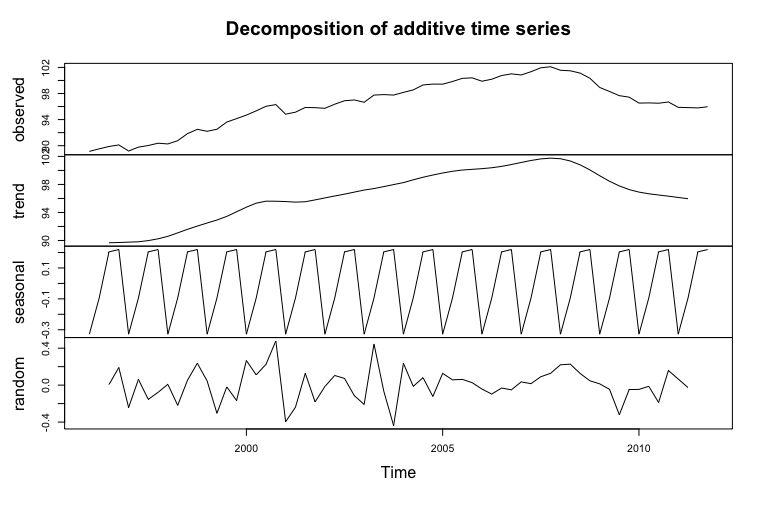 Decomposition of additive time series
observed
90 94 98 102
trend
90 94 98 102
seasonal
-0.3 -0.1 0.1
random
-0.4 0.0 0.4
2000 2005 2010
Time